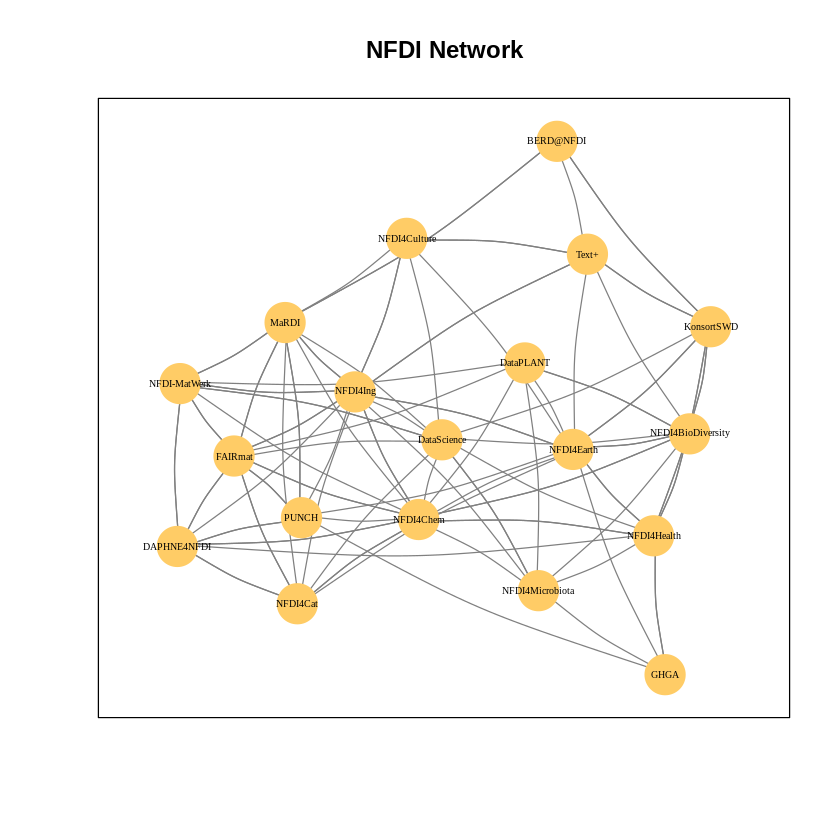 NFDI Network
BERD@NFDI
NFDI4Culture
Text+
MaRDI
KonsortSWD
DataPLANT
NFDI-MatWerk
NFDI4Ing
DataScience
NFDI4BioDiversity
NFDI4Earth
FAIRmat
PUNCH
NFDI4Chem
NFDI4Health
DAPHNE4NFDI
NFDI4Microbiota
NFDI4Cat
GHGA